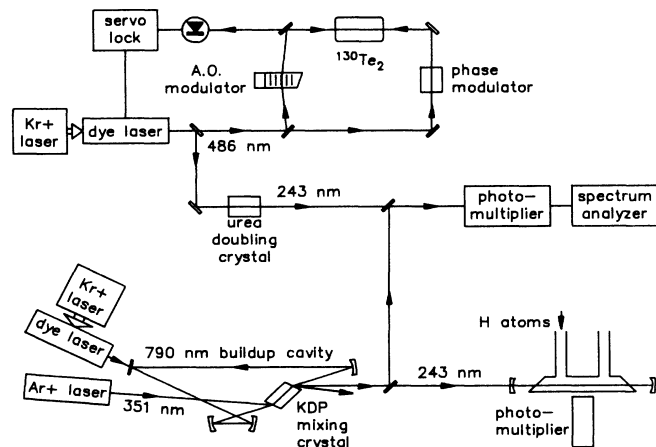 servo
lock
130Te2
A.O.
modulator
phase
modulator
Kr+
laser
dye laser
486 nm
243 nm
urea
doubling
crystal
photo-
multiplier
spectrum
analyzer
Kr+
laser
dye laser
790 nm buildup cavity
H atoms
243 nm
Ar+ laser
351 nm
KDP
mixing
crystal
photo-
multiplier